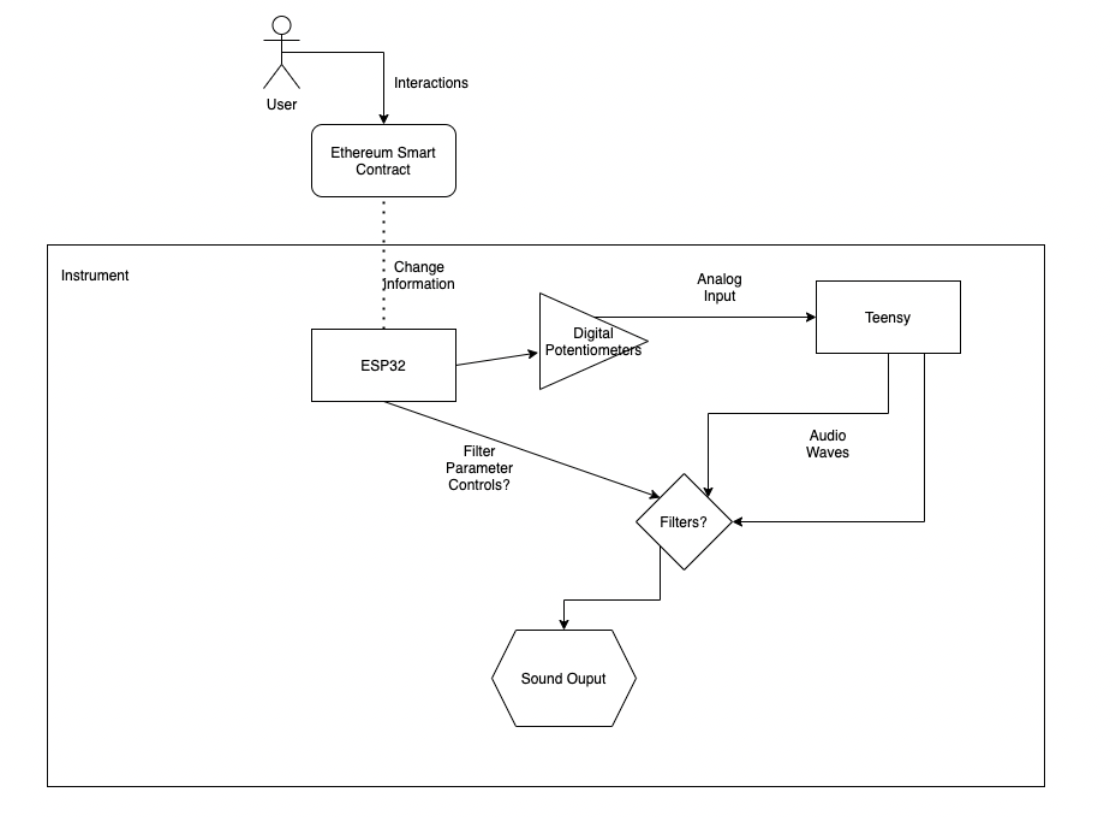 User
Interactions
Ethereum Smart
Contract
Instrument
Change
Information
Analog
Input
Teensy
Digital
Potentiometers
ESP32
Audio
Waves
Filter
Parameter
Controls?
Filters?
Sound Ouput